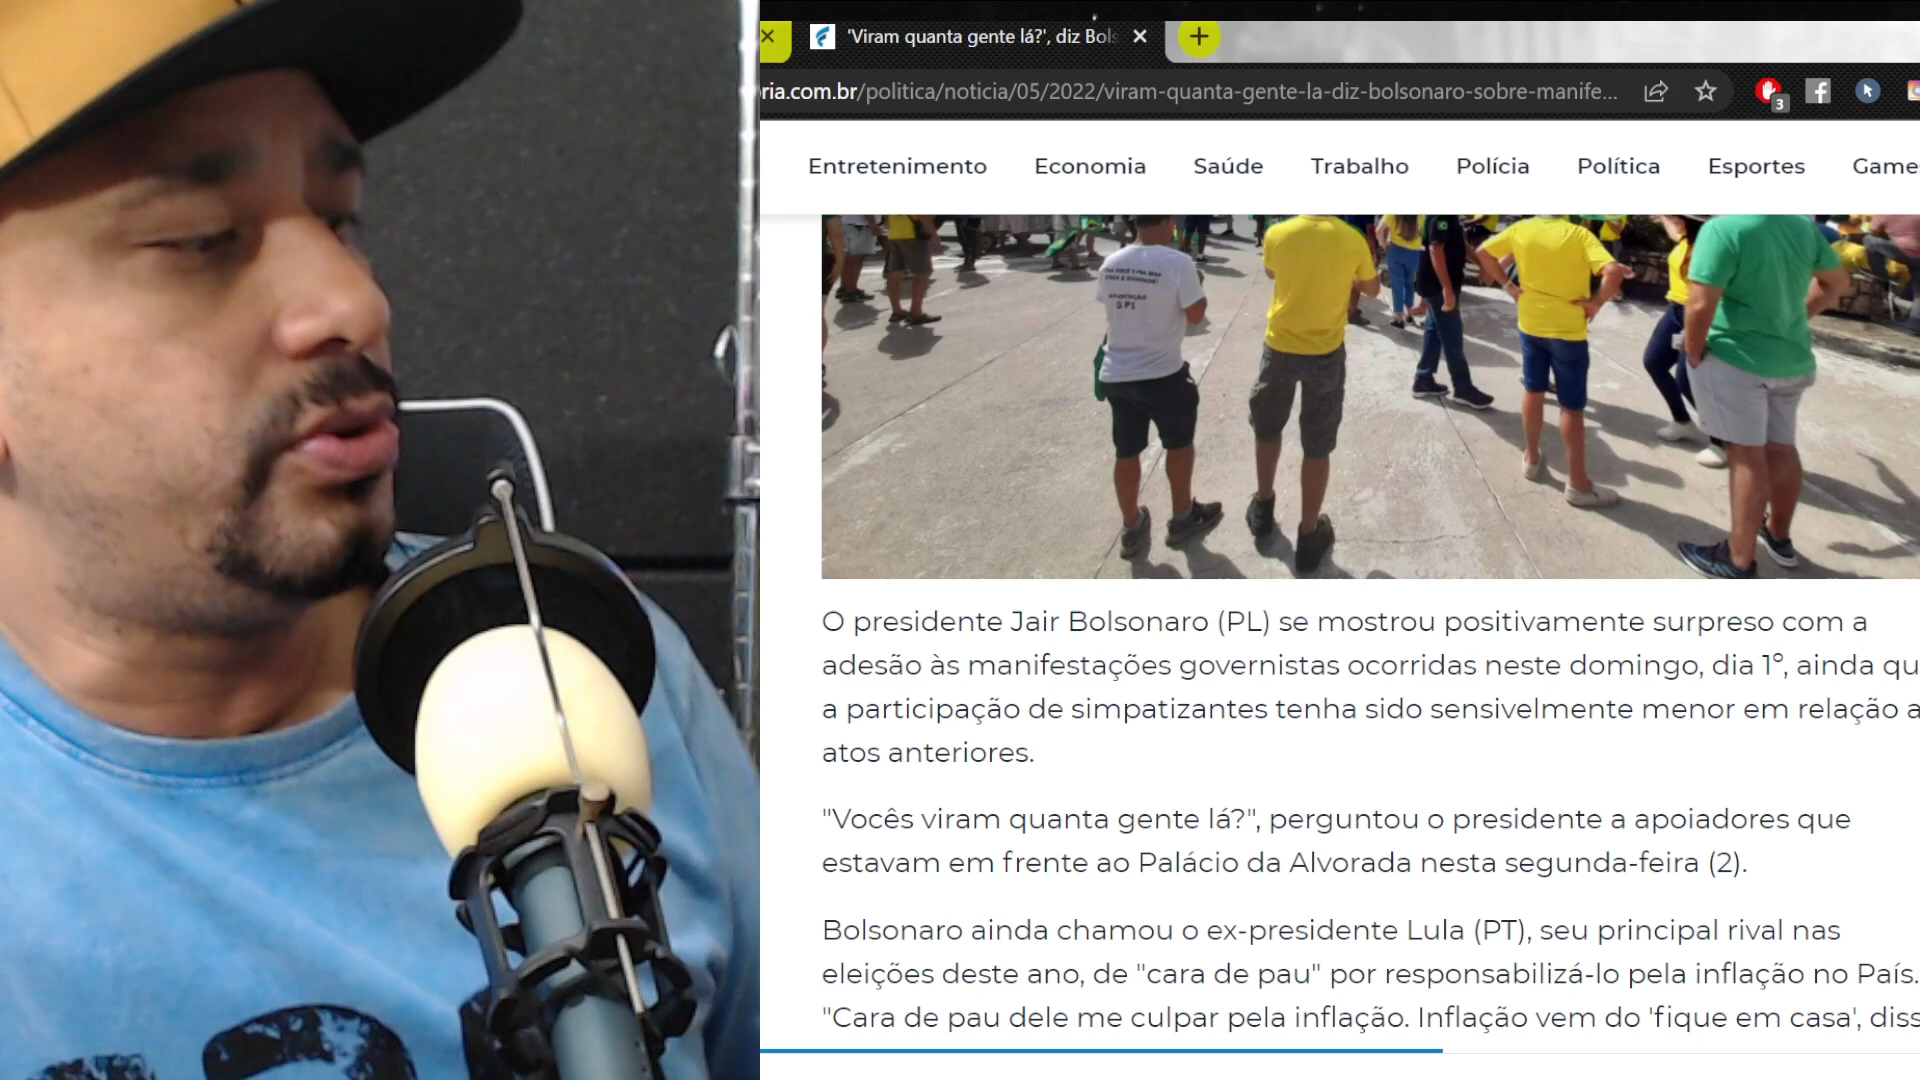 'Viram quanta gente lá?', diz Bols
ria.com.br/politica/noticia/05/2022/viram-quanta-gente-la-diz-bolsonaro-sobre-manife...
3
Entretenimento Economia Saúde Trabalho Polícia Política Esportes Games
O presidente Jair Bolsonaro (PL) se mostrou positivamente surpreso com a
adesão às manifestações governistas ocorridas neste domingo, dia 1º, ainda qu
a participação de simpatizantes tenha sido sensivelmente menor em relação a
atos anteriores.
"Vocês viram quanta gente lá?", perguntou o presidente a apoiadores que
estavam em frente ao Palácio da Alvorada nesta segunda-feira (2).
Bolsonaro ainda chamou o ex-presidente Lula (PT), seu principal rival nas
eleições deste ano, de "cara de pau" por responsabilizá-lo pela inflação no País.
"Cara de pau dele me culpar pela inflação. Inflação vem do 'fique em casa', diss